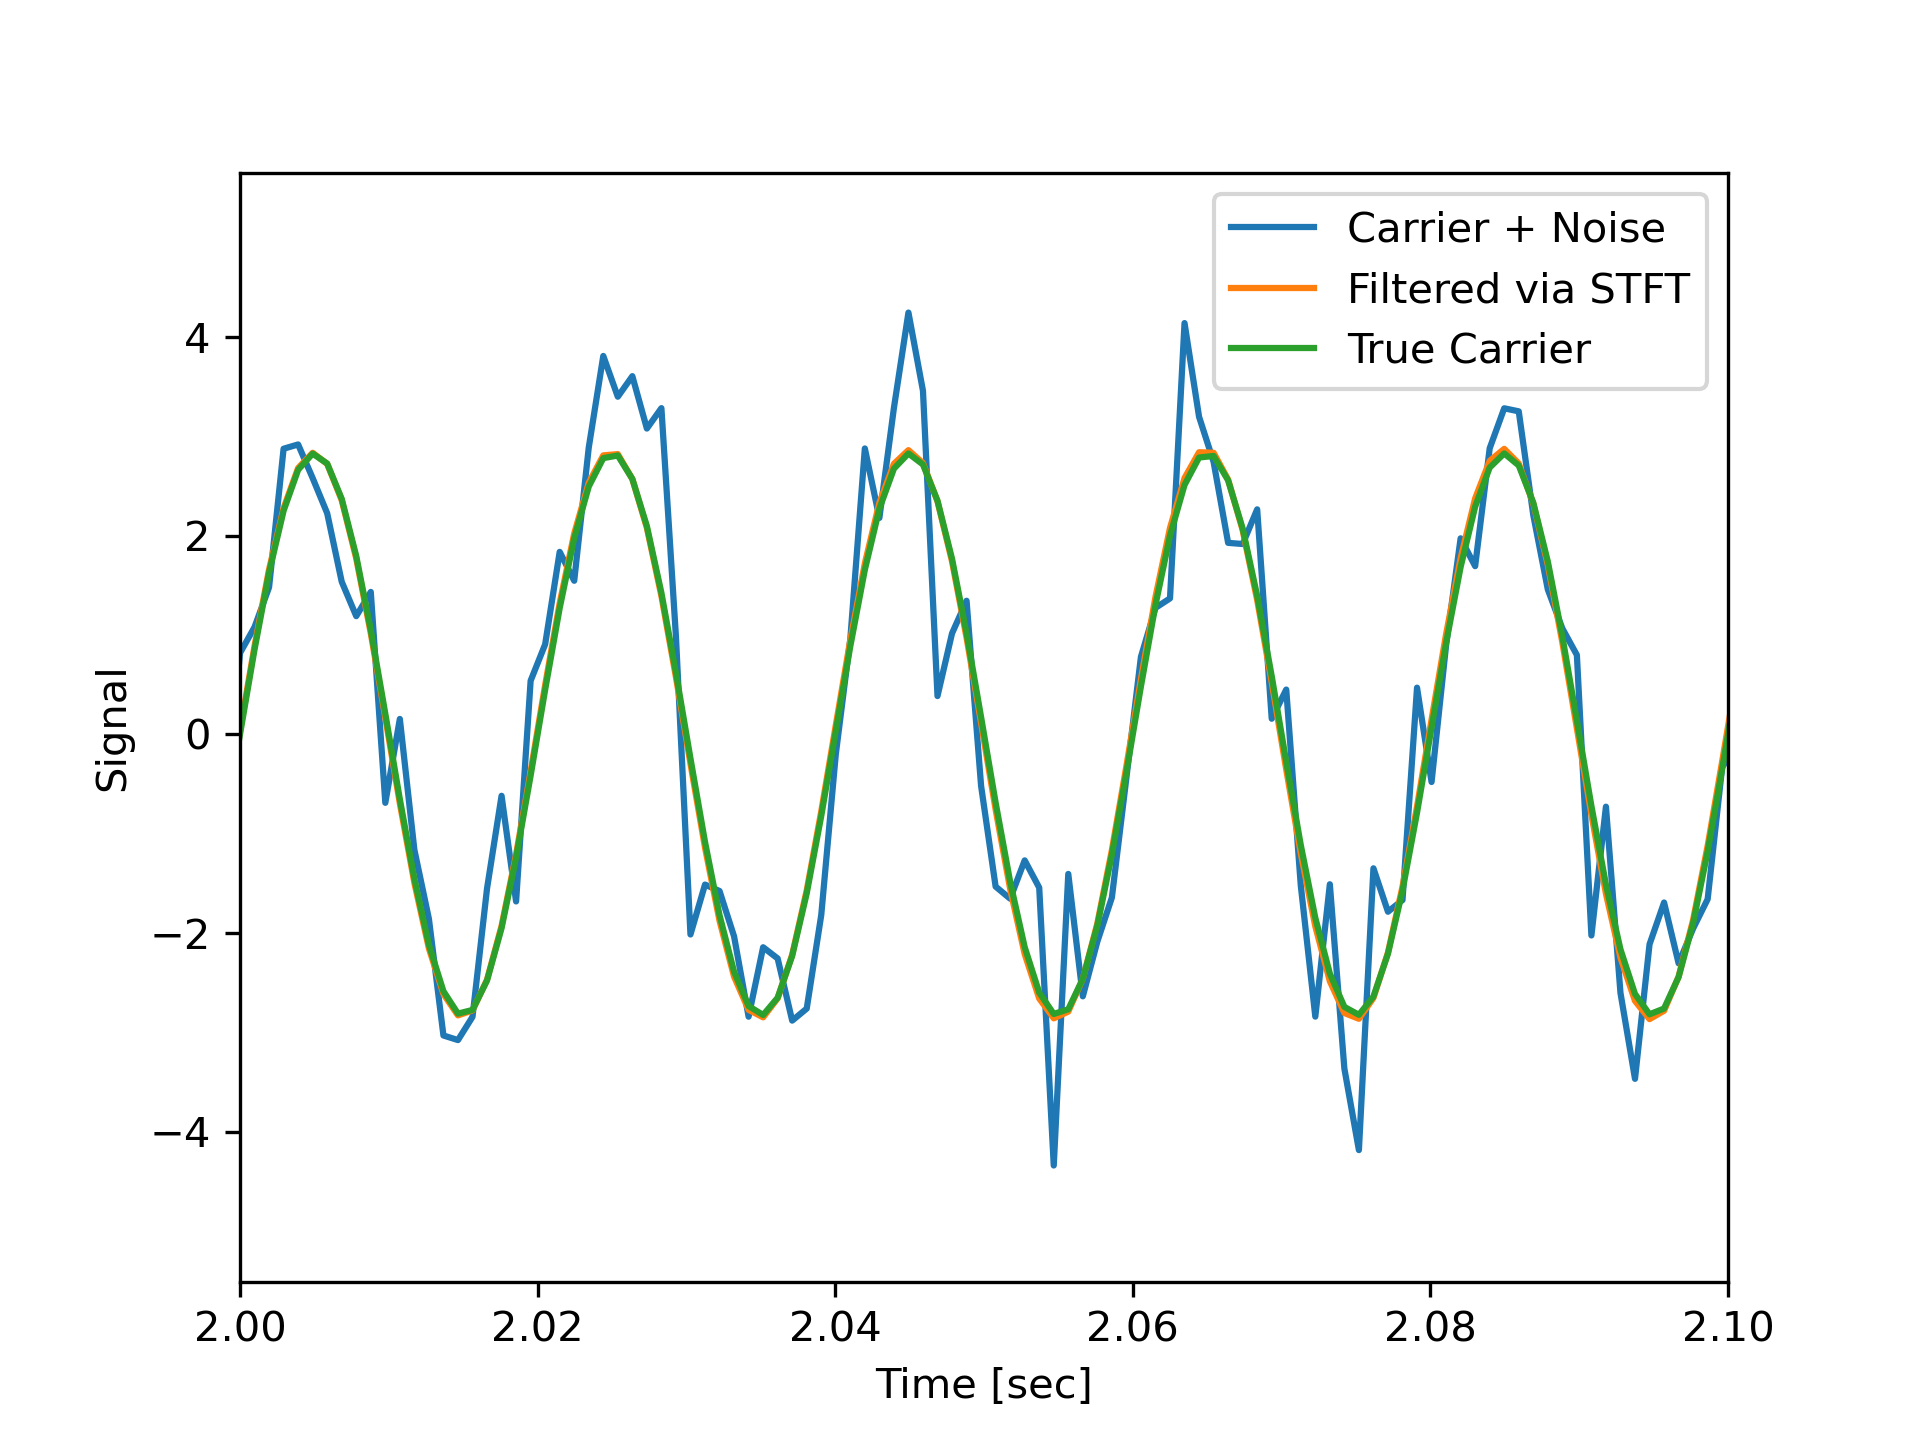 Carrier + Noise
Filtered via STFT
True Carrier
4
2
0
−2
−4
Signal
2.00 2.02 2.04 2.06 2.08 2.10
Time [sec]